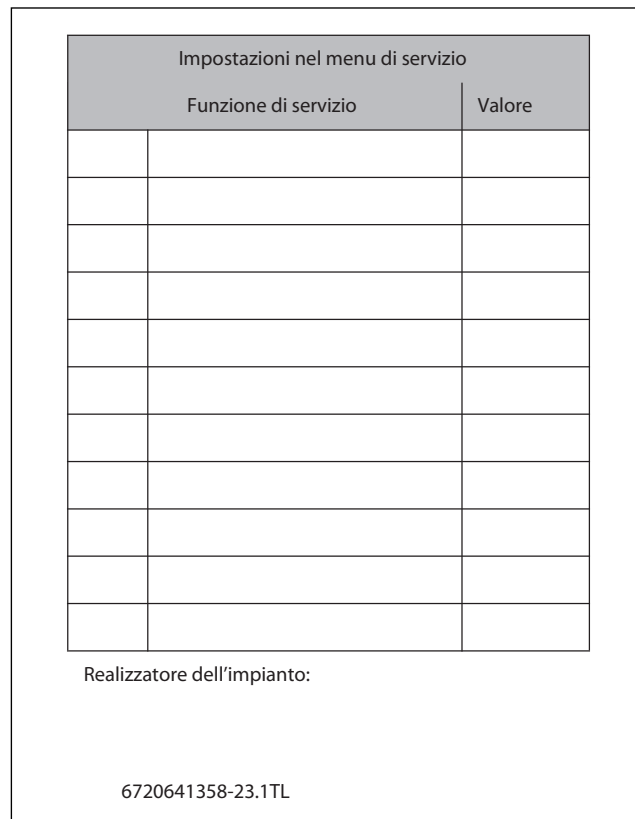 Impostazioni nel menu di servizio
Funzione di servizio Valore
Realizzatore dell'impianto:
6720641358-23.1TL